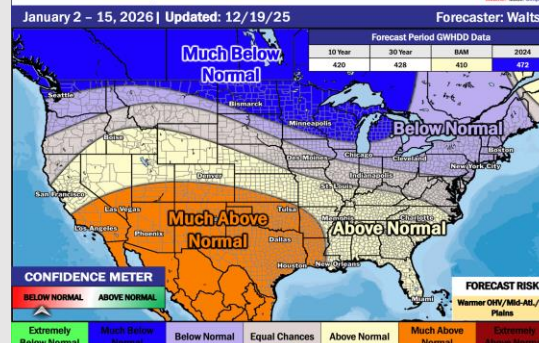 January 2 – 15, 2026 | Updated: 12/19/25
Forecaster: Walts
Forecast Period GWHDD Data
10 Year 30 Year BAM 2024
420 428 410 472
Much Below
Normal
Seattle
Bismarck
Minneapolis
Below Normal
Boise
Boston
Chicago
Cleveland
New York City
Des Moines
Indianapolis
Denver
St. Louis
San Francisco
Las Vegas
Tulsa
Memphis
Charlotte
Much Above
Normal
Above Normal
Los Angeles
Phoenix
Dallas
Houston
New Orleans
Miami
CONFIDENCE METER
BELOW NORMAL ABOVE NORMAL
FORECAST RISK
Warmer OHV/Mid-Atl./
Plains
Extremely
Below Normal
Much Below
Normal
Below Normal
Equal Chances
Above Normal
Much Above
Normal
Extremely